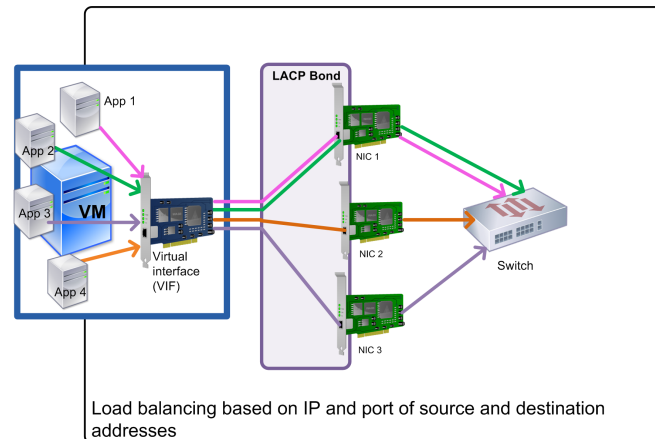 LACP Bond
App 1
App 2
VM
App 3
App 4
Virtual
interface
(VIF)
NIC 1
NIC 2
NIC 3
Switch
Load balancing based on IP and port of source and destination
addresses